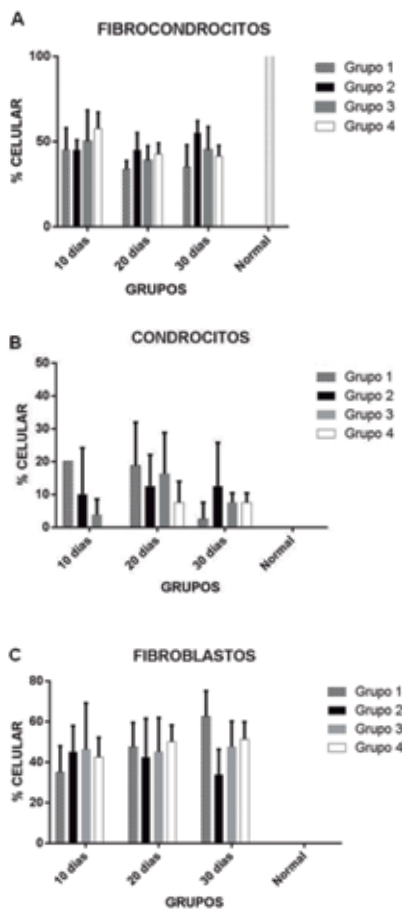 A
FIBROCONDROCITOS
Grupo 1
Grupo 2
Grupo 3
Grupo 4
100
50
0
% CELULAR
10 dias
20 dias
30 dias
Normal
GRUPOS
B
CONDROCITOS
Grupo 1
Grupo 2
Grupo 3
Grupo 4
50
40
30
20
10
0
% CELULAR
10 dias
20 dias
30 dias
Normal
GRUPOS
C
FIBROBLASTOS
Grupo 1
Grupo 2
Grupo 3
Grupo 4
80
60
40
20
0
% CELULAR
10 dias
20 dias
30 dias
Normal
GRUPOS